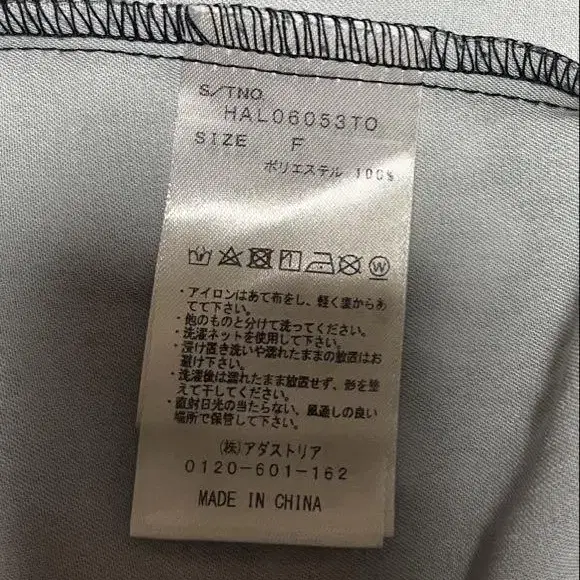 S/TNO.
HAL06053TO
SIZE F
ポリエステル 100%
・アイロンはあて布をし、軽く裏からあ
てて下さい。
・他のものと分けて洗ってください。
・洗濯ネットを使用して下さい。
・浸け置き洗いや濡れたままの放置はお
避け下さい。
・洗濯後は濡れたまま放置せず、形を整
えて干してください。
・直射日光の当たらない、風通しの良い
場所で保管して下さい。
(株)アダストリア
0120-601-162
MADE IN CHINA